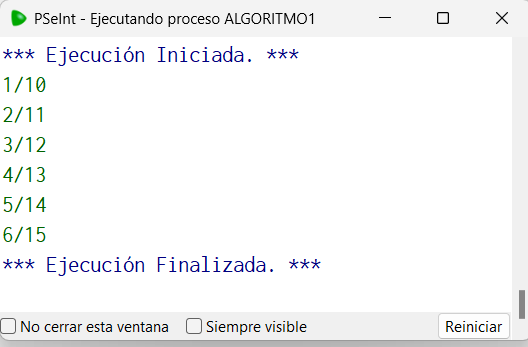 PSeInt - Ejecutando proceso ALGORITMO1
*** Ejecución Iniciada. ***
1/10
2/11
3/12
4/13
5/14
6/15
*** Ejecución Finalizada. ***
No cerrar esta ventana Siempre visible Reiniciar